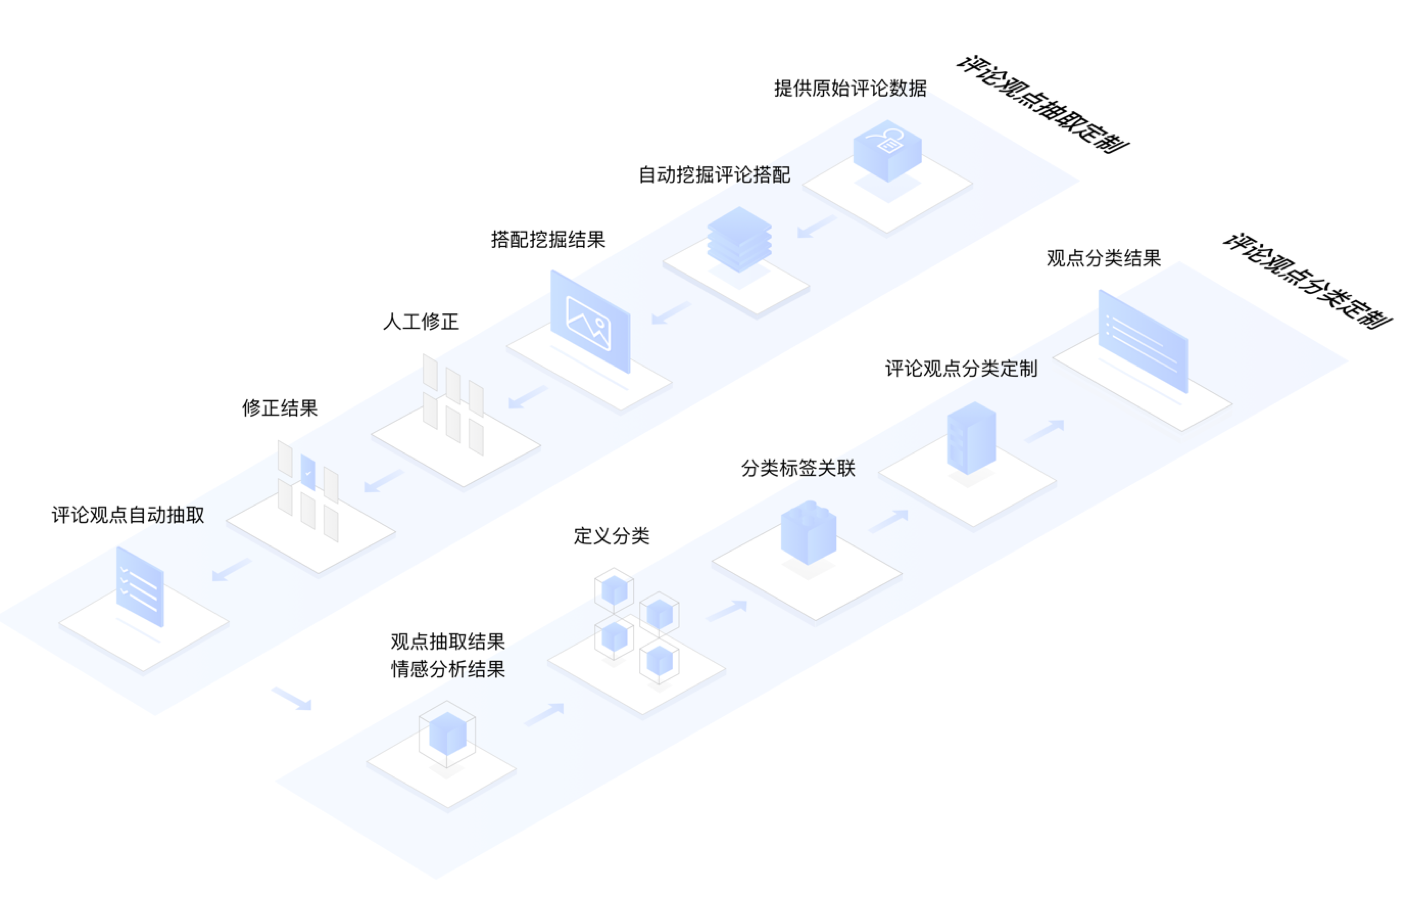 评论观点抽取定制
提供原始评论数据
自动挖掘评论搭配
搭配挖掘结果
人工修正
修正结果
评论观点自动抽取
评论观点分类定制
观点抽取结果
情感分析结果
定义分类
分类标签关联
评论观点分类定制
观点分类结果